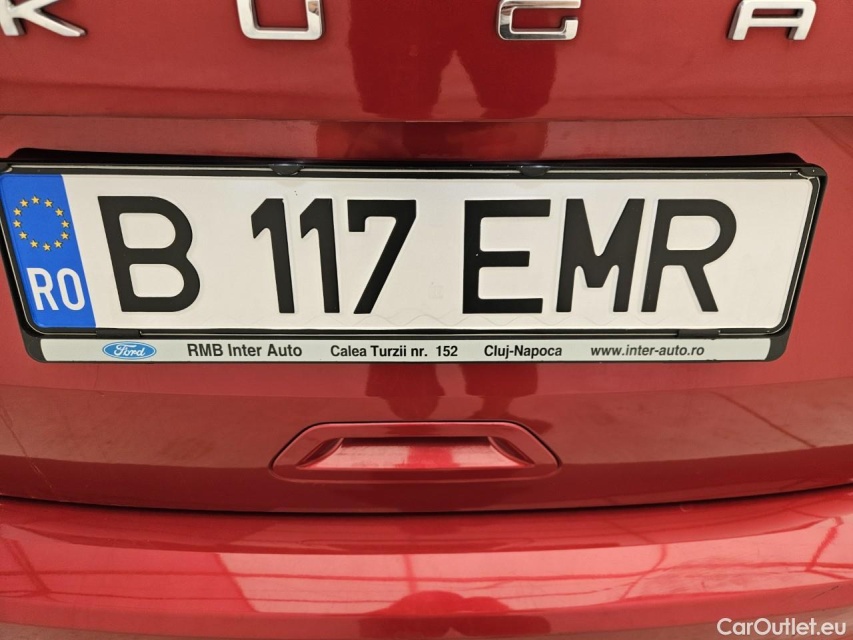 KUGA
B 117 EMR
RO
Ford RMB Inter Auto Calea Turzii nr. 152 Cluj-Napoca www.inter-auto.ro
CarOutlet.eu